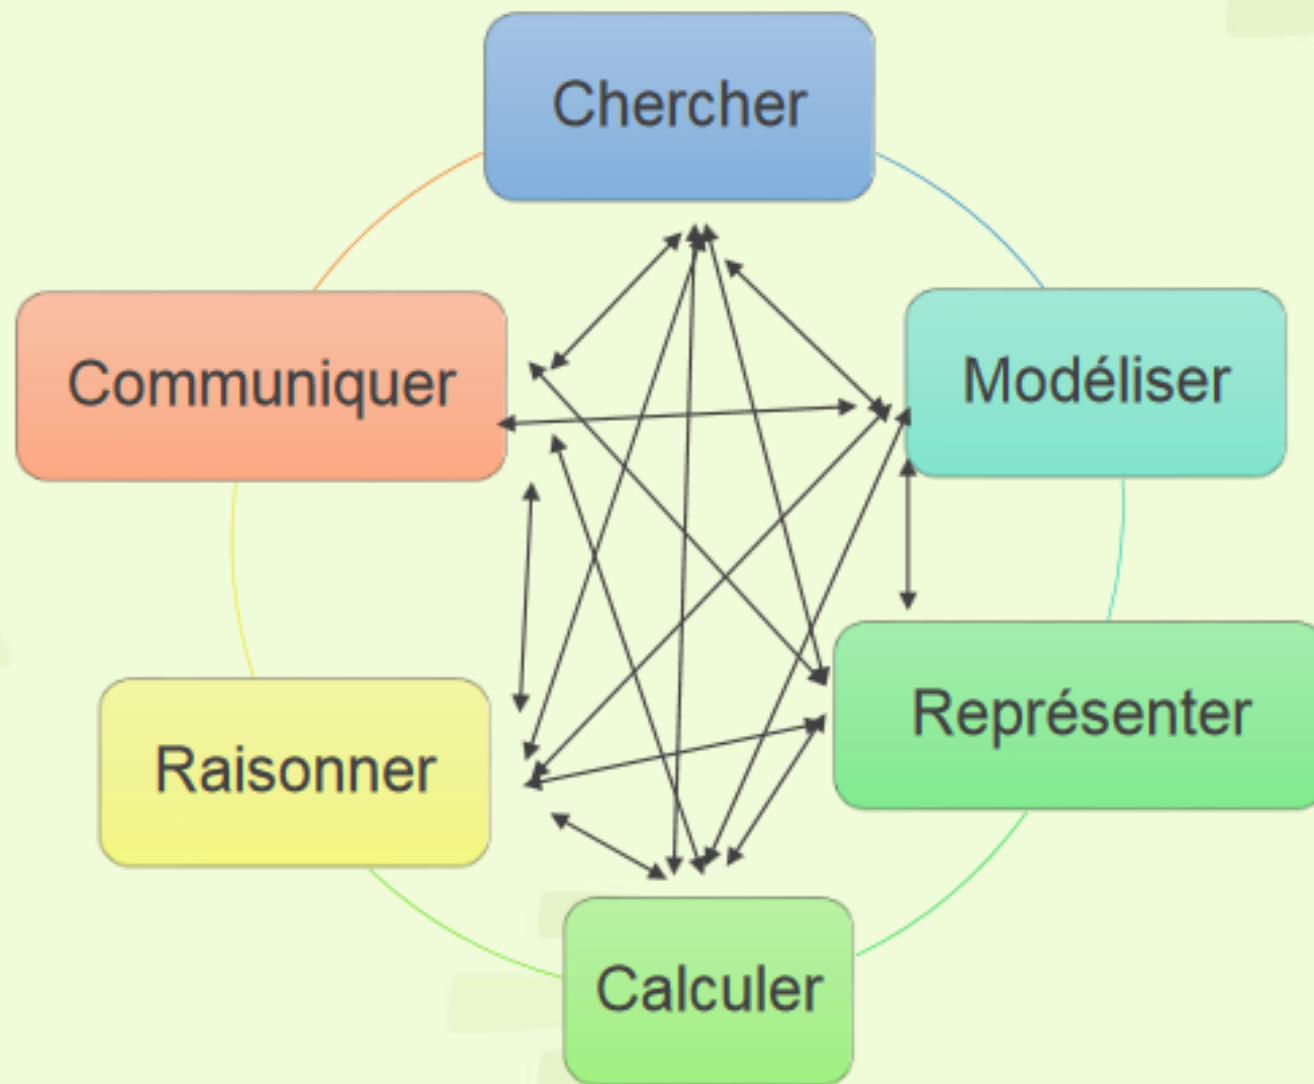 Chercher
Communiquer
Modéliser
Représenter
Raisonner
Calculer